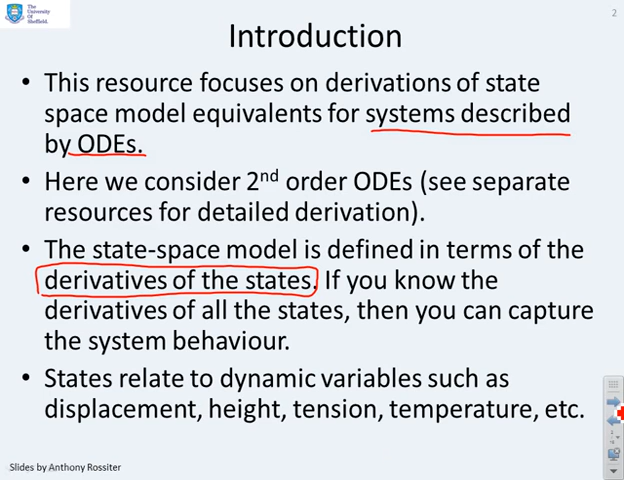 The
University
Of
Sheffield.
2
Introduction
• This resource focuses on derivations of state
space model equivalents for systems described
by ODEs.
• Here we consider 2nd order ODEs (see separate
resources for detailed derivation).
• The state-space model is defined in terms of the
derivatives of the states. If you know the
derivatives of all the states, then you can capture
the system behaviour.
• States relate to dynamic variables such as
displacement, height, tension, temperature, etc.
Slides by Anthony Rossiter